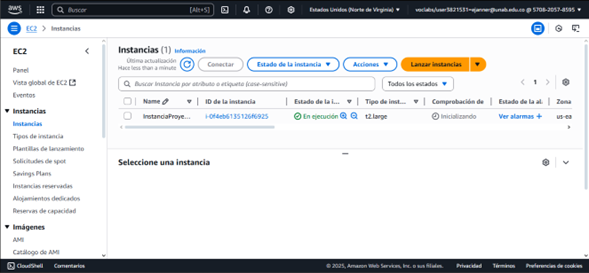 aws
Buscar
[Alt+S]
Estados Unidos (Norte de Virginia)
voclabs/user3821531=ejanner@unab.edu.co @ 5708-2057-8595
EC2 > Instancias
EC2
Panel
Vista global de EC2
Eventos
Instancias
Instancias
Tipos de instancia
Plantillas de lanzamiento
Solicitudes de spot
Savings Plans
Instancias reservadas
Alojamientos dedicados
Reservas de capacidad
Imágenes
AMI
Catálogo de AMI
Instancias (1) Información
Última actualización
Hace less than a minute
Conectar
Estado de la instancia
Acciones
Lanzar instancias
Buscar Instancia por atributo o etiqueta (case-sensitive)
Todos los estados
1
Name
ID de la instancia
Estado de la i...
Tipo de inst...
Comprobación de
Estado de la al.
Zona
InstanciaProye...
i-0f4eb6135126f6925
En ejecución
t2.large
Inicializando
Ver alarmas +
us-ea
Seleccione una instancia
CloudShell
Comentarios
© 2025, Amazon Web Services, Inc. o sus filiales.
Privacidad
Términos
Preferencias de cookies